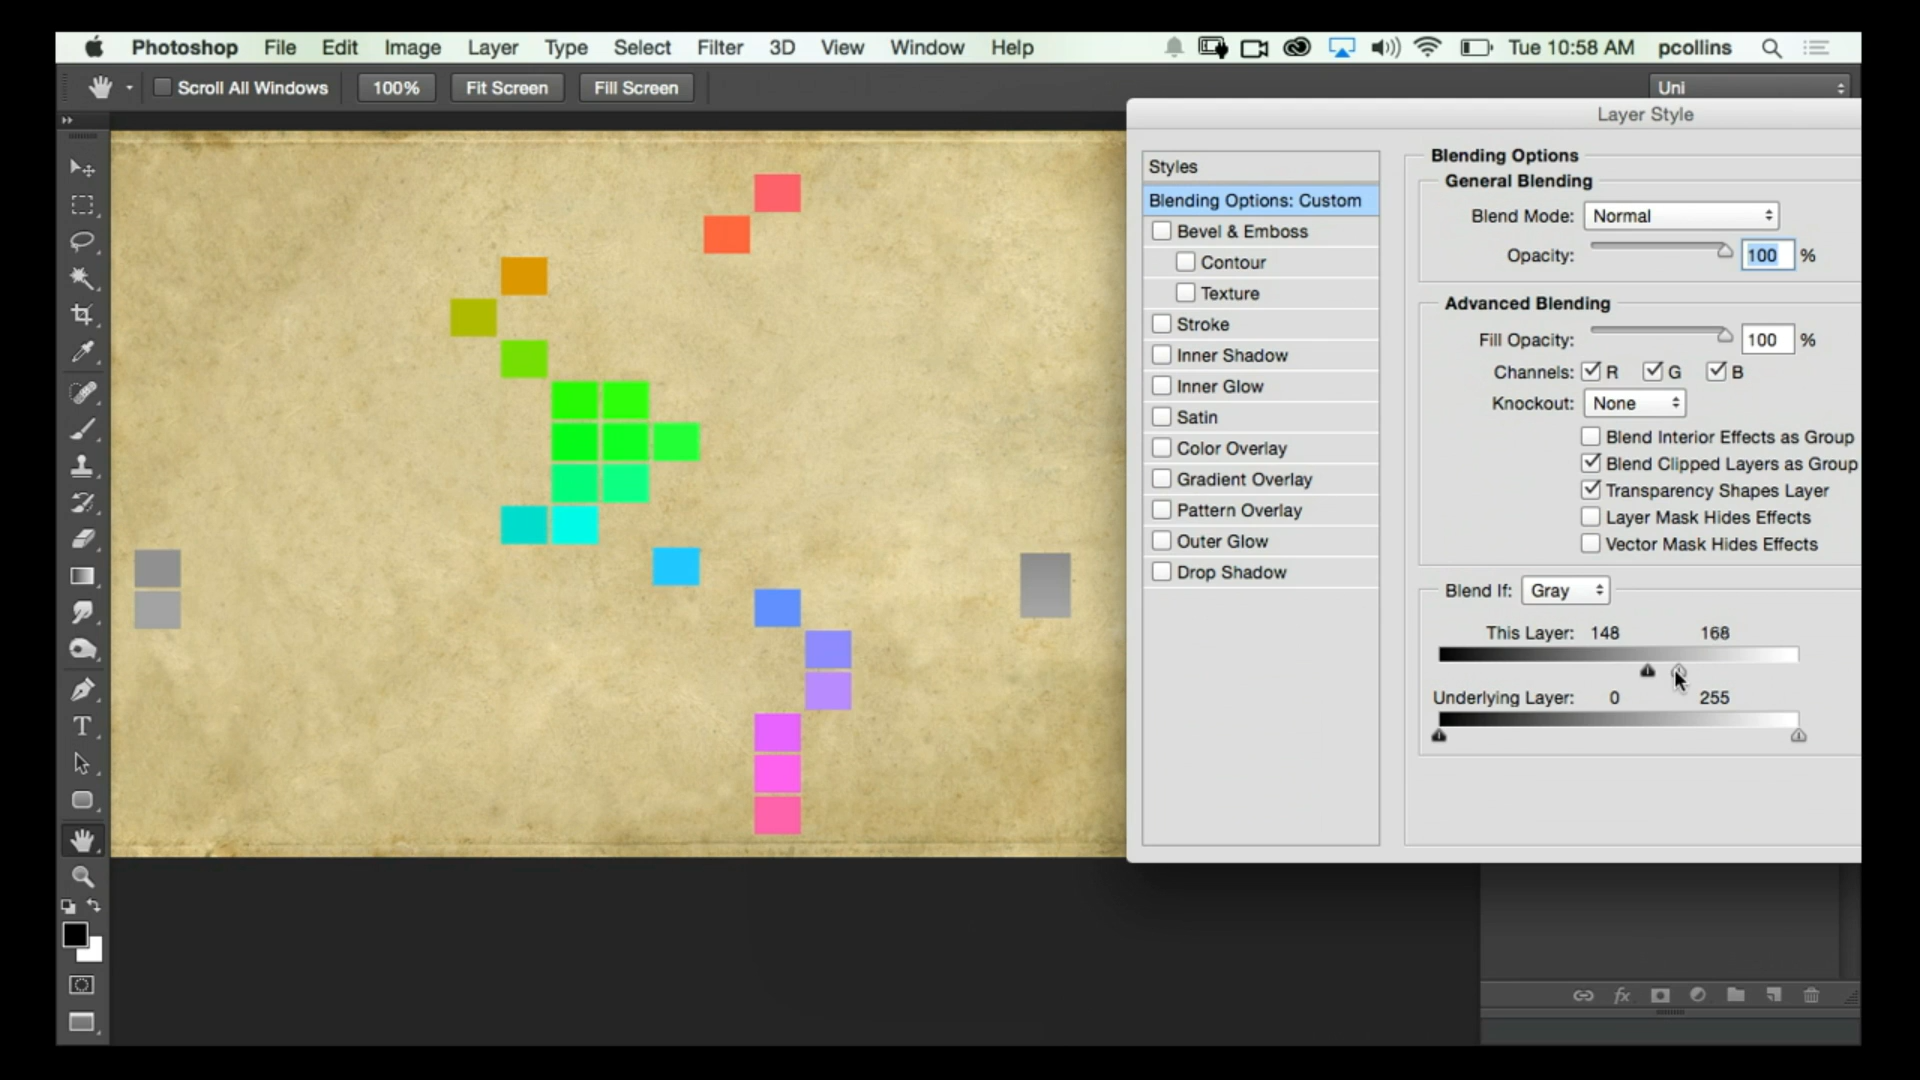 Photoshop File Edit Image Layer Type Select Filter 3D View Window Help Tue 10:58 AM pcollins
Scroll All Windows 100% Fit Screen Fill Screen Uni
Layer Style
Styles
Blending Options: Custom
Bevel & Emboss
Contour
Texture
Stroke
Inner Shadow
Inner Glow
Satin
Color Overlay
Gradient Overlay
Pattern Overlay
Outer Glow
Drop Shadow
Blending Options
General Blending
Blend Mode: Normal
Opacity: 100 %
Advanced Blending
Fill Opacity: 100 %
Channels: R G B
Knockout: None
Blend Interior Effects as Group
Blend Clipped Layers as Group
Transparency Shapes Layer
Layer Mask Hides Effects
Vector Mask Hides Effects
Blend If: Gray
This Layer: 148 168
Underlying Layer: 0 255
fx